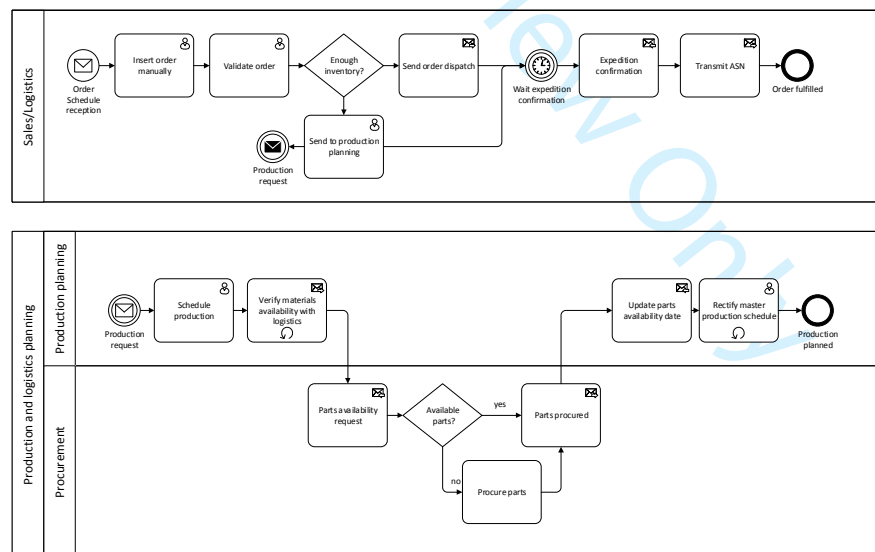 Sales/Logistics
Order
Schedule
reception
Insert order
manually
Validate order
Enough
inventory?
Send order dispatch
Wait expedition
confirmation
Expedition
confirmation
Transmit ASN
Order fulfilled
Production
request
Send to production
planning
Production and logistics planning
Production planning
Production
request
Schedule
production
Verify materials
availability with
logistics
Update parts
availability date
Rectify master
production schedule
Production
planned
Procurement
Parts availability
request
Available
parts?
yes
no
Parts procured
Procure parts
iew Only